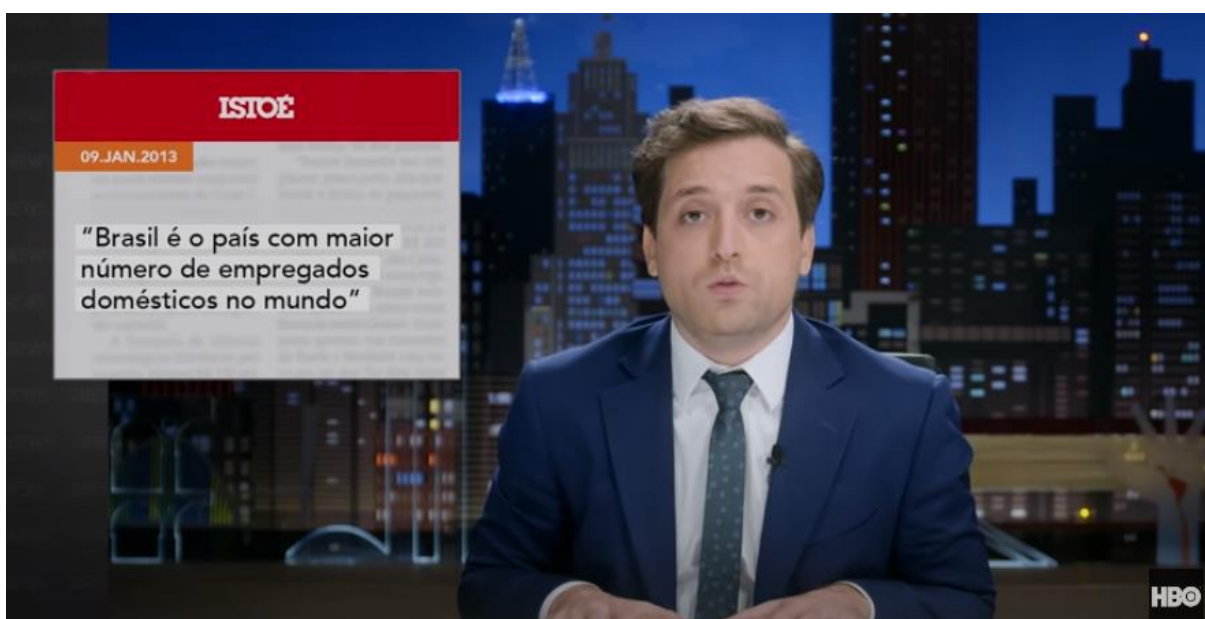 ISTOÉ
09.JAN.2013
“Brasil é o país com maior
número de empregados
domésticos no mundo”
HBO